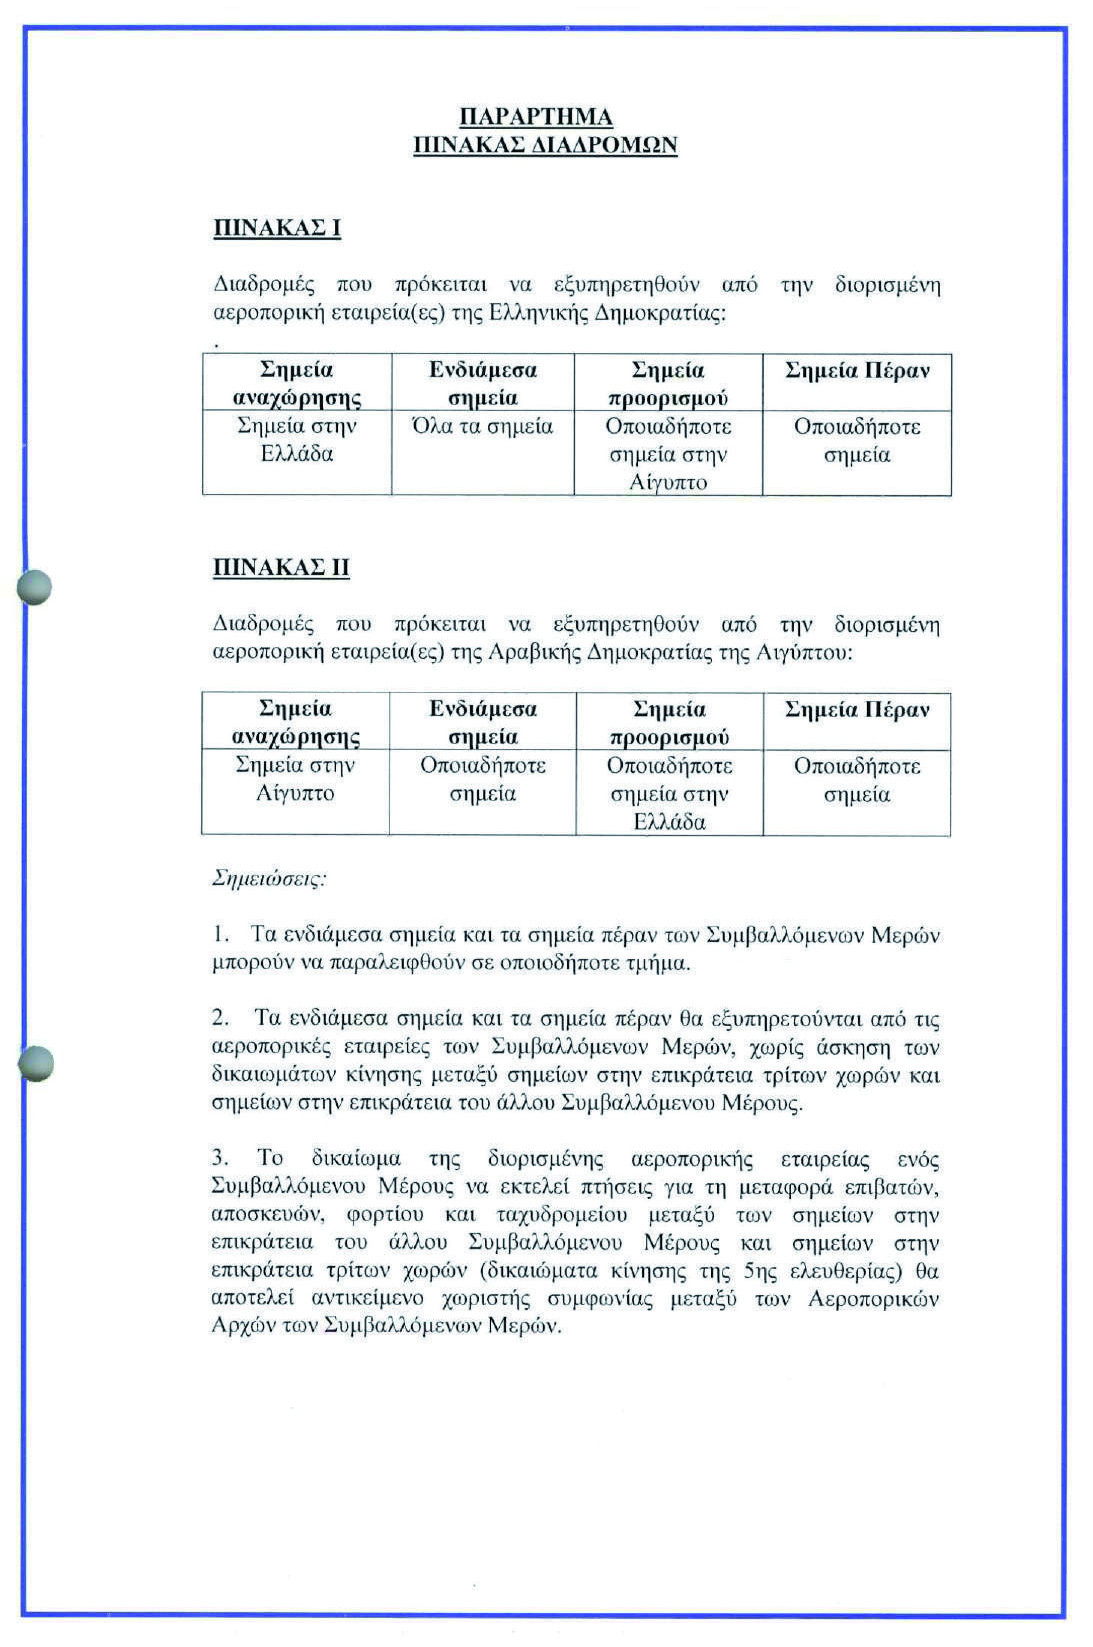 ΠΑΡΑΡΤΗΜΑ
ΠΙΝΑΚΑΣ ΔΙΑΔΡΟΜΩΝ
ΠΙΝΑΚΑΣ Ι
Διαδρομές που πρόκειται να εξυπηρετηθούν από την διορισμένη
αεροπορική εταιρεία(ες) της Ελληνικής Δημοκρατίας:
.
Σημεία αναχώρησης | Ενδιάμεσα σημεία | Σημεία προορισμού | Σημεία Πέραν
Σημεία στην Ελλάδα | Όλα τα σημεία | Οποιαδήποτε σημεία στην Αίγυπτο | Οποιαδήποτε σημεία
ΠΙΝΑΚΑΣ ΙΙ
Διαδρομές που πρόκειται να εξυπηρετηθούν από την διορισμένη
αεροπορική εταιρεία(ες) της Αραβικής Δημοκρατίας της Αιγύπτου:
Σημεία αναχώρησης | Ενδιάμεσα σημεία | Σημεία προορισμού | Σημεία Πέραν
Σημεία στην Αίγυπτο | Οποιαδήποτε σημεία | Οποιαδήποτε σημεία στην Ελλάδα | Οποιαδήποτε σημεία
Σημειώσεις:
1. Τα ενδιάμεσα σημεία και τα σημεία πέραν των Συμβαλλόμενων Μερών
μπορούν να παραλειφθούν σε οποιοδήποτε τμήμα.
2. Τα ενδιάμεσα σημεία και τα σημεία πέραν θα εξυπηρετούνται από τις
αεροπορικές εταιρείες των Συμβαλλόμενων Μερών, χωρίς άσκηση των
δικαιωμάτων κίνησης μεταξύ σημείων στην επικράτεια τρίτων χωρών και
σημείων στην επικράτεια του άλλου Συμβαλλόμενου Μέρους.
3. Το δικαίωμα της διορισμένης αεροπορικής εταιρείας ενός
Συμβαλλόμενου Μέρους να εκτελεί πτήσεις για τη μεταφορά επιβατών,
αποσκευών, φορτίου και ταχυδρομείου μεταξύ των σημείων στην
επικράτεια του άλλου Συμβαλλόμενου Μέρους και σημείων στην
επικράτεια τρίτων χωρών (δικαιώματα κίνησης της 5ης ελευθερίας) θα
αποτελεί αντικείμενο χωριστής συμφωνίας μεταξύ των Αεροπορικών
Αρχών των Συμβαλλόμενων Μερών.